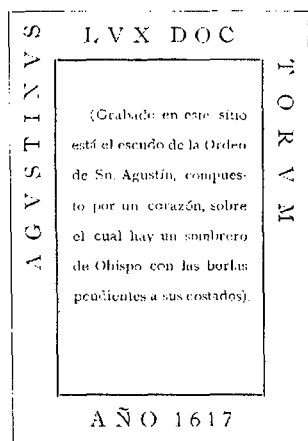 AGVSTINVS
LVX DOC
TORVM
(Grabado en este sitio
está el escudo de la Orden
de Sn. Agustín, compues-
to por un corazón, sobre
el cual hay un sombrero
de Obispo con las borlas
pendientes a sus costados).
AÑO 1617